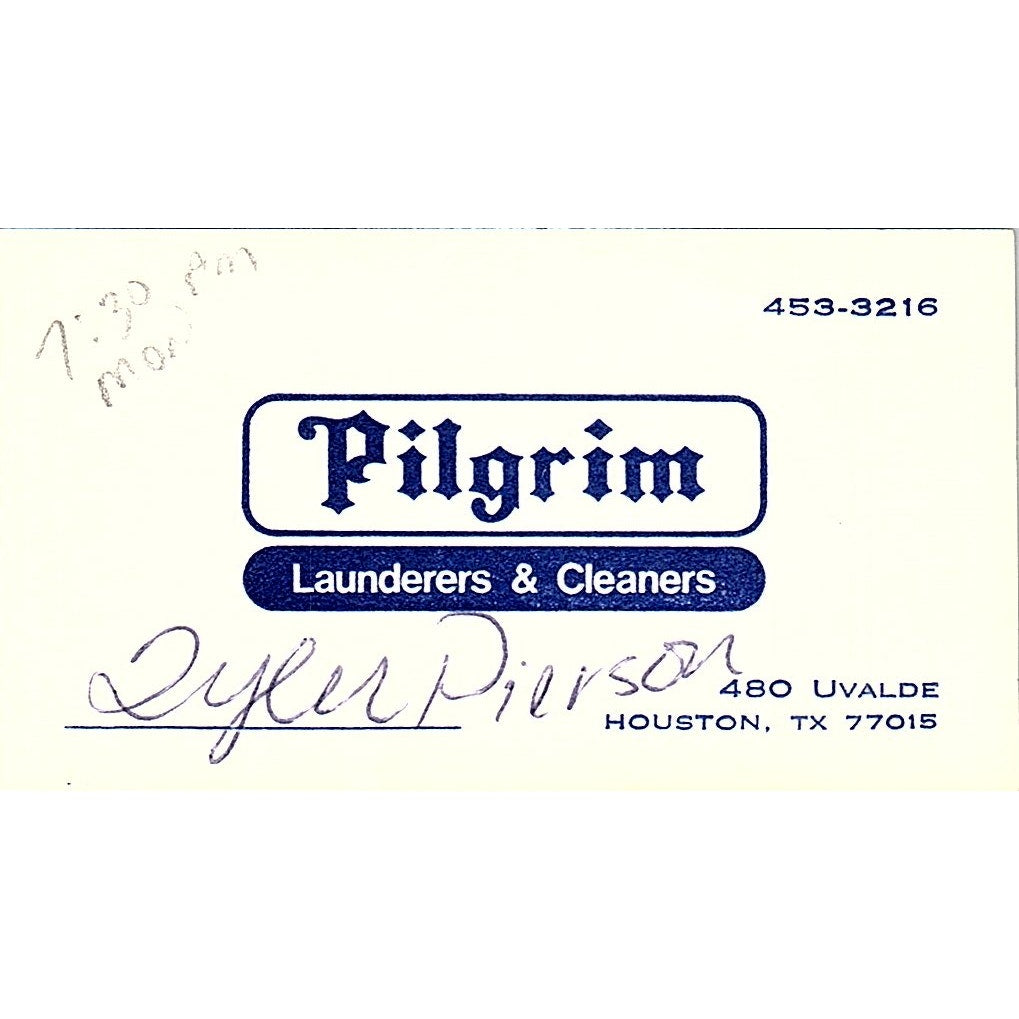 7:30 PM
Mon
453-3216
Pilgrim
Launderers & Cleaners
Tyler Pierson
480 UVALDE
HOUSTON, TX 77015